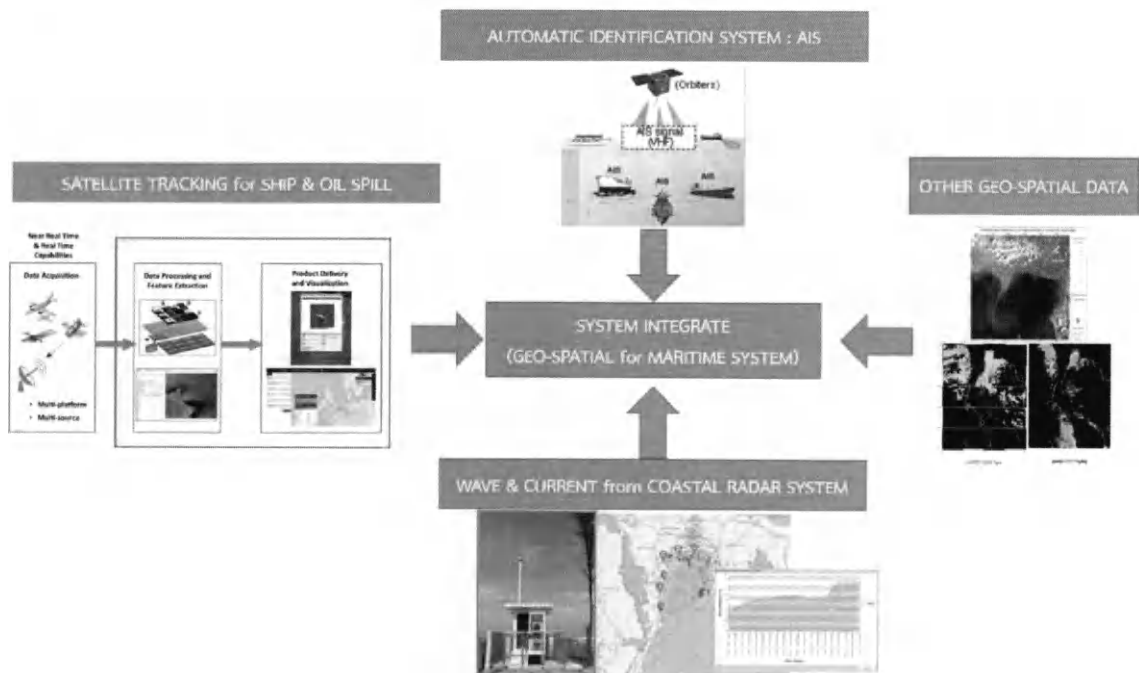 AUTOMATIC IDENTIFICATION SYSTEM : AIS
(Orbiters)
AIS signal
(VHF)
AIS
AIS
AIS
SATELLITE TRACKING for SHIP & OIL SPILL
Near Real Time
& Real Time
Capabilities
Data Acquisition
• Multi-platform
• Multi-source
Data Processing and
Feature Extraction
Product Delivery
and Visualization
OTHER GEO-SPATIAL DATA
SYSTEM INTEGRATE
(GEO-SPATIAL for MARITIME SYSTEM)
WAVE & CURRENT from COASTAL RADAR SYSTEM